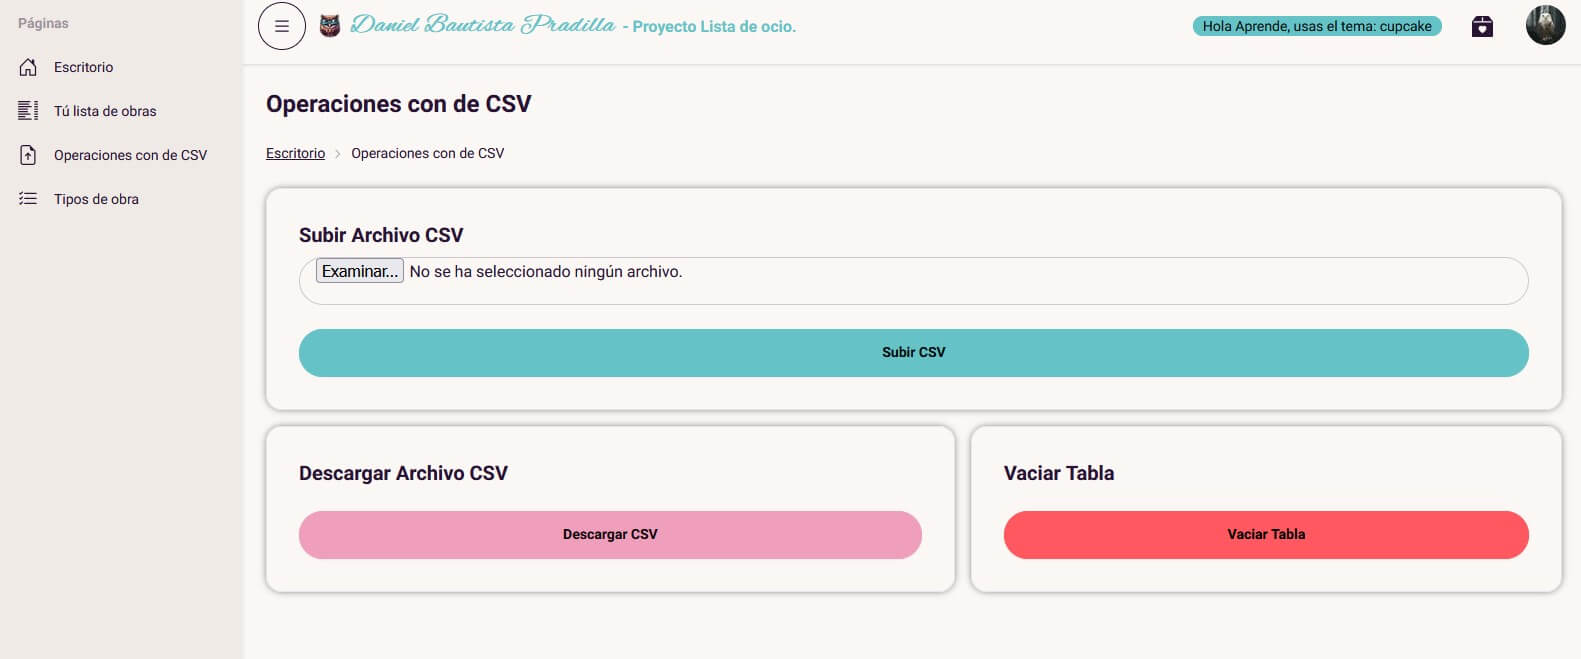 Páginas
Escritorio
Tú lista de obras
Operaciones con de CSV
Tipos de obra
Daniel Bautista Pradilla - Proyecto Lista de ocio.
Hola Aprende, usas el tema: cupcake
Operaciones con de CSV
Escritorio > Operaciones con de CSV
Subir Archivo CSV
Examinar... No se ha seleccionado ningún archivo.
Subir CSV
Descargar Archivo CSV
Descargar CSV
Vaciar Tabla
Vaciar Tabla